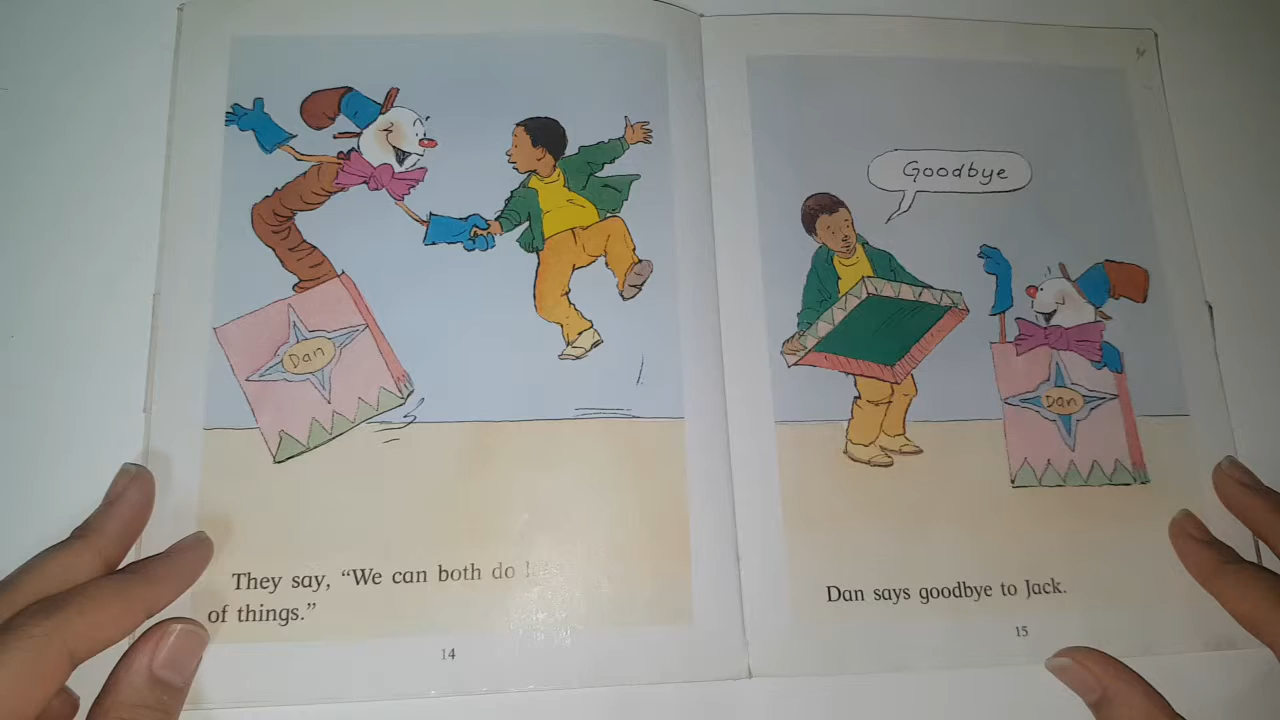 Dan
They say, “We can both do
of things.”
14
Goodbye
Dan
Dan says goodbye to Jack.
15